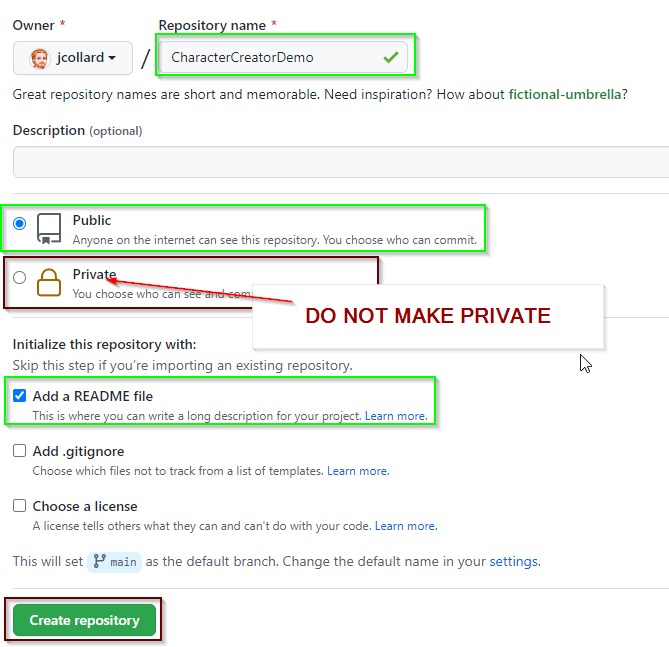 Owner * Repository name *
jcollard / CharacterCreatorDemo
Great repository names are short and memorable. Need inspiration? How about fictional-umbrella?
Description (optional)
Public
Anyone on the internet can see this repository. You choose who can commit.
Private
You choose who can see and
DO NOT MAKE PRIVATE
Initialize this repository with:
Skip this step if you're importing an existing repository.
Add a README file
This is where you can write a long description for your project. Learn more.
Add .gitignore
Choose which files not to track from a list of templates. Learn more.
Choose a license
A license tells others what they can and can't do with your code. Learn more.
This will set main as the default branch. Change the default name in your settings.
Create repository